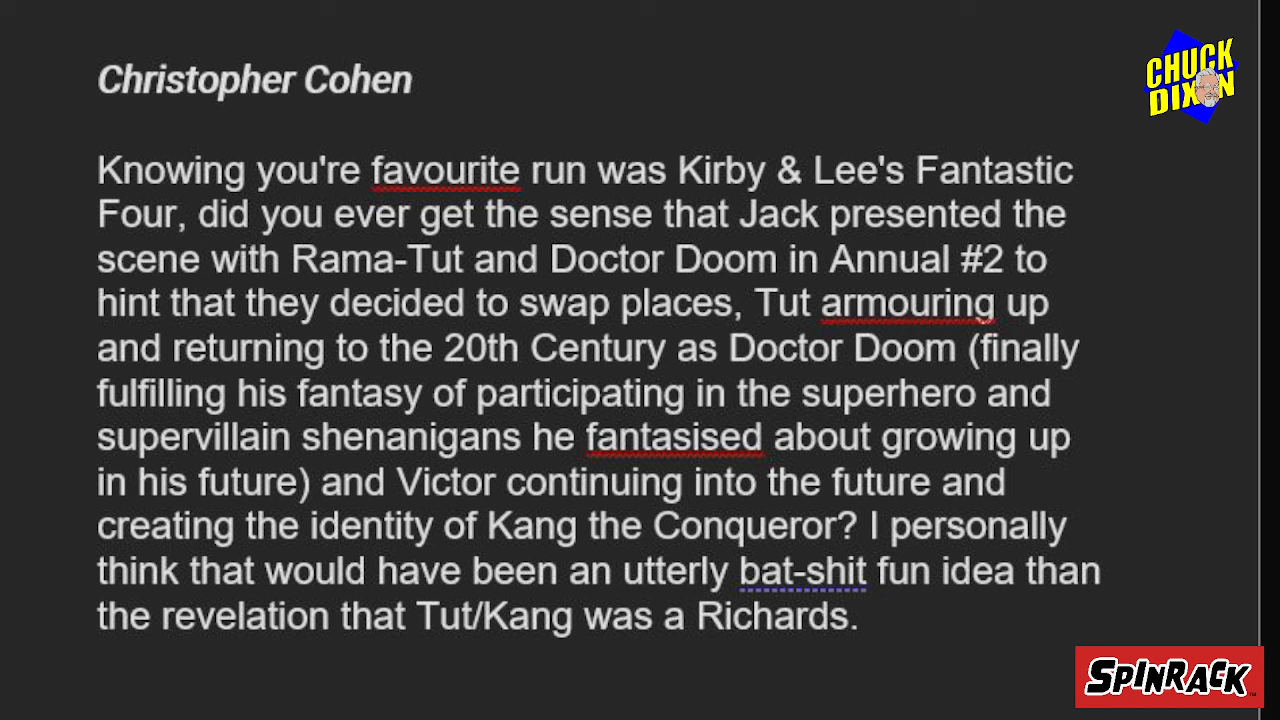 Christopher Cohen
CHUCK
DIXON
Knowing you're favourite run was Kirby & Lee's Fantastic
Four, did you ever get the sense that Jack presented the
scene with Rama-Tut and Doctor Doom in Annual #2 to
hint that they decided to swap places, Tut armouring up
and returning to the 20th Century as Doctor Doom (finally
fulfilling his fantasy of participating in the superhero and
supervillain shenanigans he fantasised about growing up
in his future) and Victor continuing into the future and
creating the identity of Kang the Conqueror? I personally
think that would have been an utterly bat-shit fun idea than
the revelation that Tut/Kang was a Richards.
SPINRACK